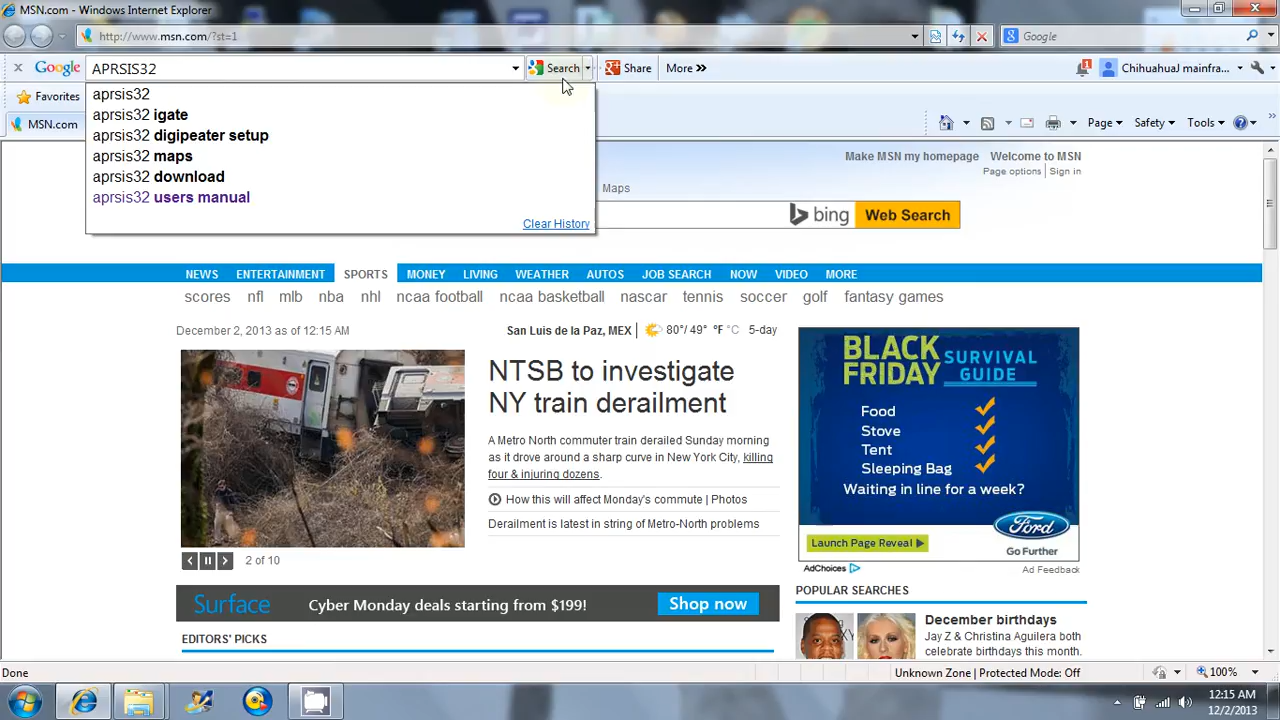 MSN.com - Windows Internet Explorer
http://www.msn.com/?st=1
Google
Google
APRSIS32
Search
Share
More »
ChihuahuaJ mainfra...
aprsis32
aprsis32 igate
aprsis32 digipeater setup
aprsis32 maps
aprsis32 download
aprsis32 users manual
Clear History
Favorites
MSN.com
Page
Safety
Tools
Make MSN my homepage
Welcome to MSN
Page options
Sign in
Maps
bing
Web Search
NEWS ENTERTAINMENT SPORTS MONEY LIVING WEATHER AUTOS JOB SEARCH NOW VIDEO MORE
scores nfl mlb nba nhl ncaa football ncaa basketball nascar tennis soccer golf fantasy games
December 2, 2013 as of 12:15 AM
San Luis de la Paz, MEX
80°/ 49° °F °C 5-day
NTSB to investigate
NY train derailment
A Metro North commuter train derailed Sunday morning
as it drove around a sharp curve in New York City, killing
four & injuring dozens.
How this will affect Monday's commute | Photos
Derailment is latest in string of Metro-North problems
2 of 10
BLACK
FRIDAY
SURVIVAL
GUIDE
Food
Stove
Tent
Sleeping Bag
Waiting in line for a week?
Launch Page Reveal
Ford
Go Further
AdChoices
Ad Feedback
Surface
Cyber Monday deals starting from $199!
Shop now
POPULAR SEARCHES
December birthdays
Jay Z & Christina Aguilera both
celebrate birthdays this month.
EDITORS' PICKS
Done
Unknown Zone | Protected Mode: Off
100%
12:15 AM
12/2/2013